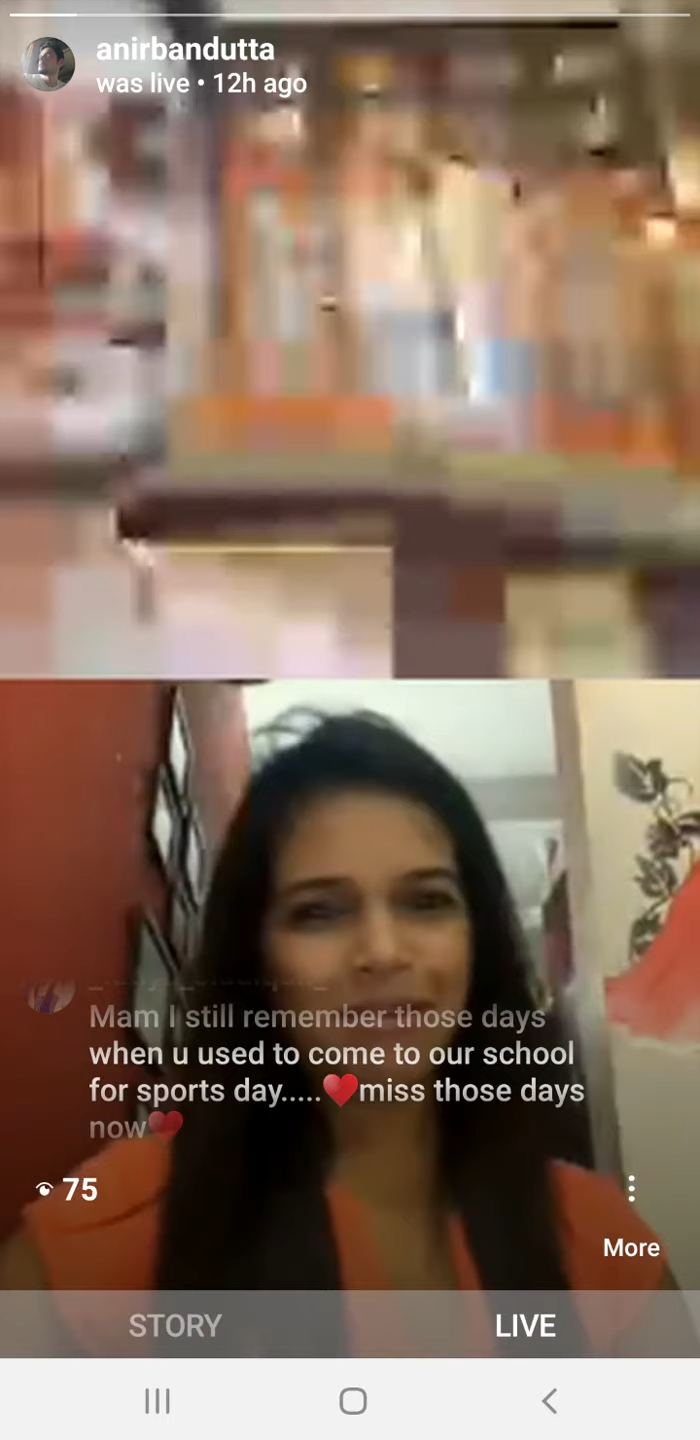 anirbandutta
was live • 12h ago
Mam I still remember those days
when u used to come to our school
for sports day.....❤️miss those days
now❤️
75
More
STORY
LIVE